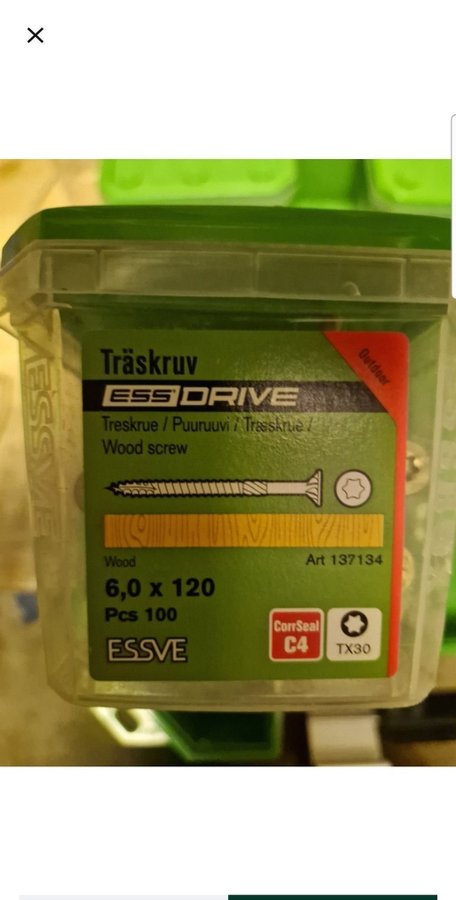 Träskruv
ESSDRIVE
Outdoor
Treskrue / Puuruuvi / Træskrue /
Wood screw
Wood
Art 137134
6,0 x 120
Pcs 100
ESSVE
CorrSeal
C4
TX30
ESSVE